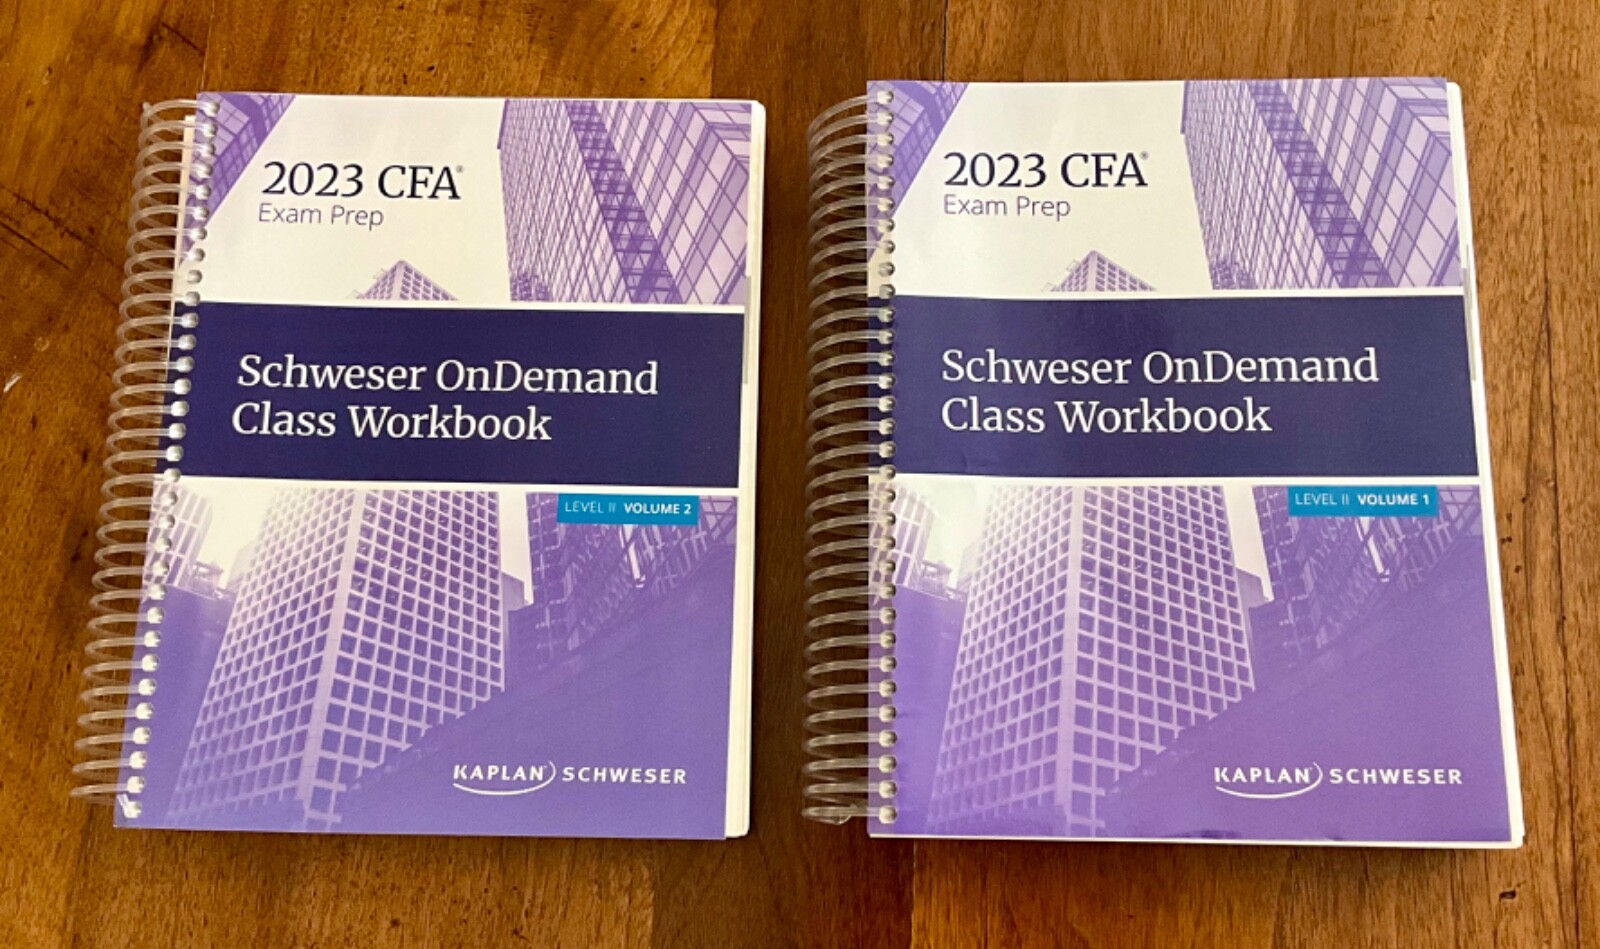 2023 CFA®
Exam Prep
Schweser OnDemand
Class Workbook
LEVEL II VOLUME 2
KAPLAN SCHWESER
2023 CFA®
Exam Prep
Schweser OnDemand
Class Workbook
LEVEL II VOLUME 1
KAPLAN SCHWESER